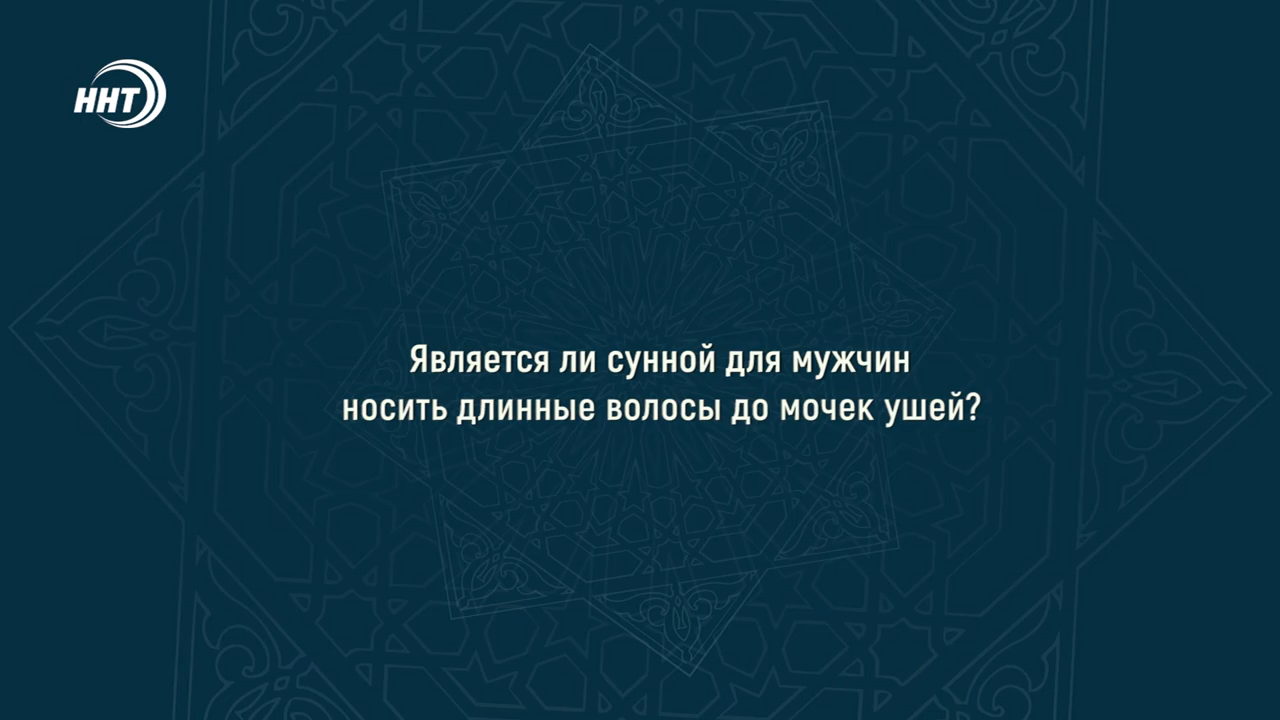 ННТ
Является ли сунной для мужчин
носить длинные волосы до мочек ушей?